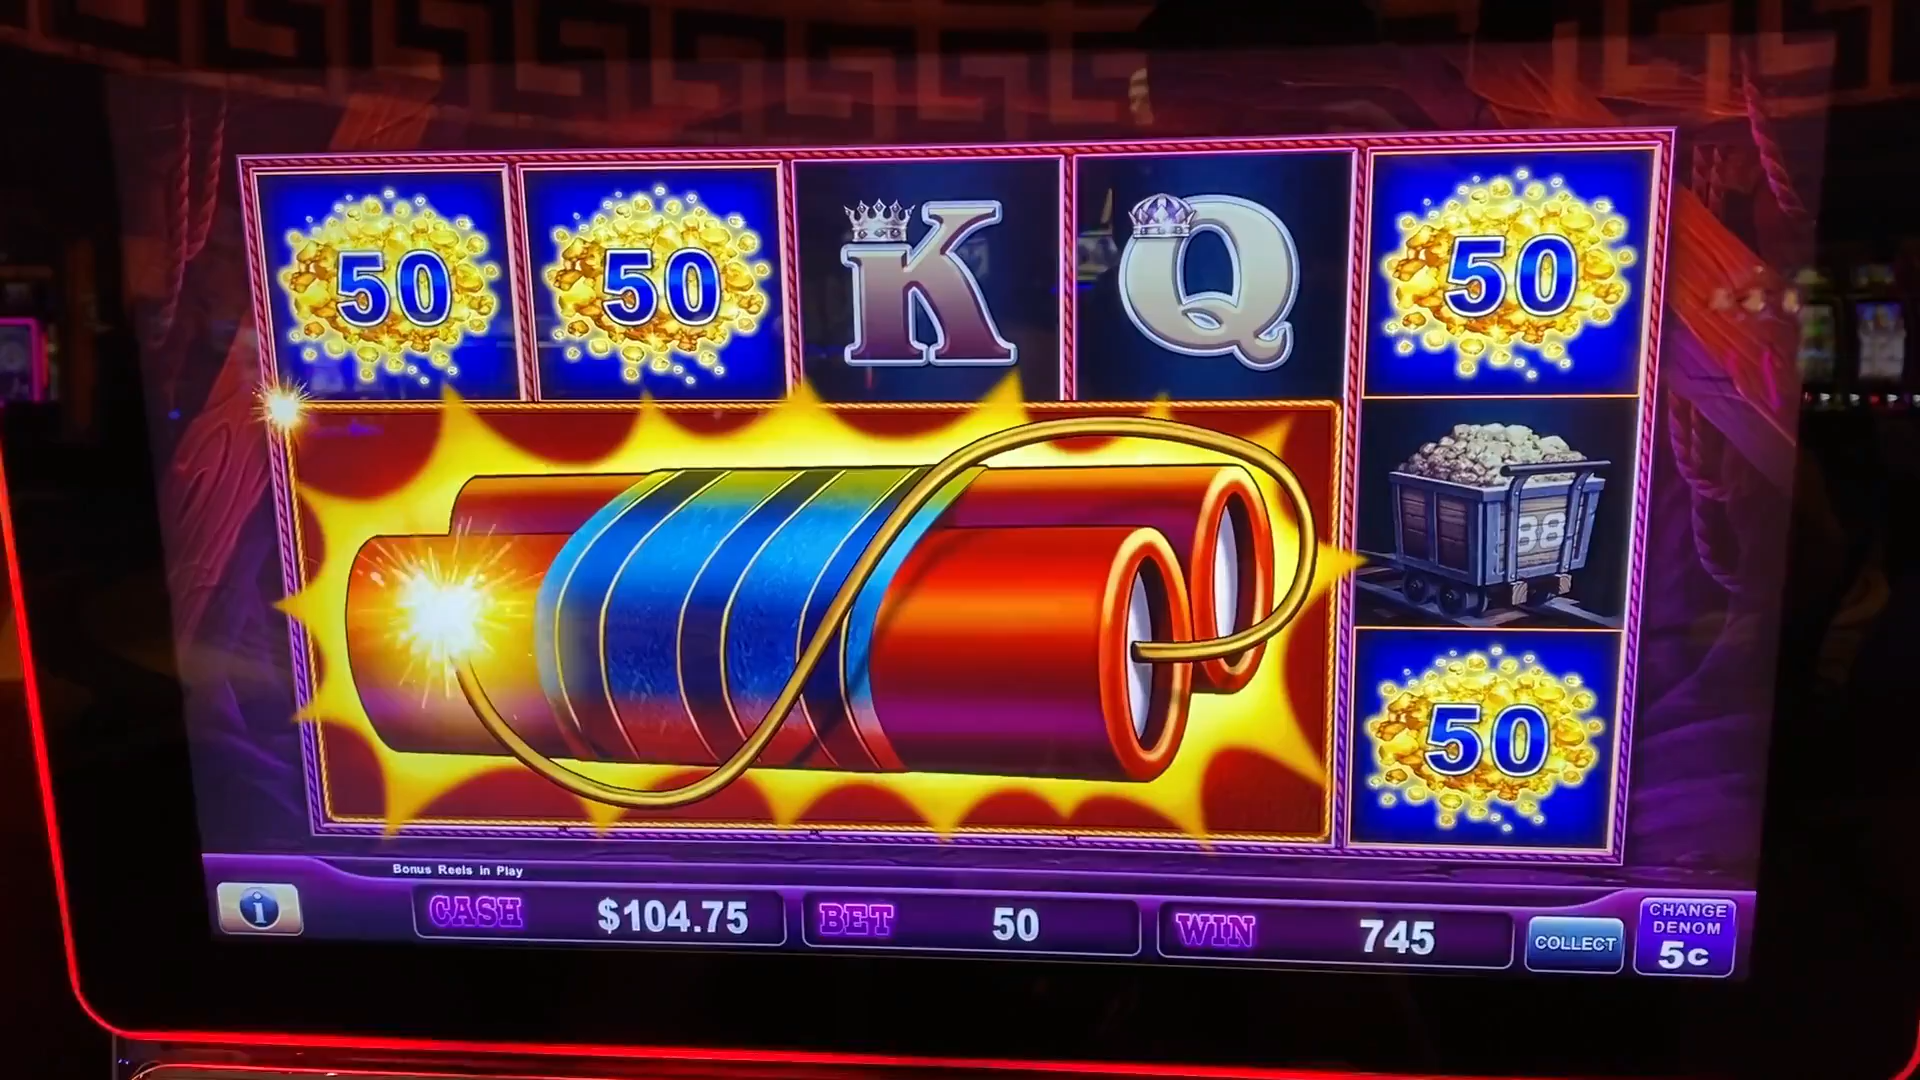 50 50 K Q 50
88
50
Bonus Reels in Play
i CASH $104.75 BET 50 WIN 745 COLLECT
CHANGE
DENOM
5¢